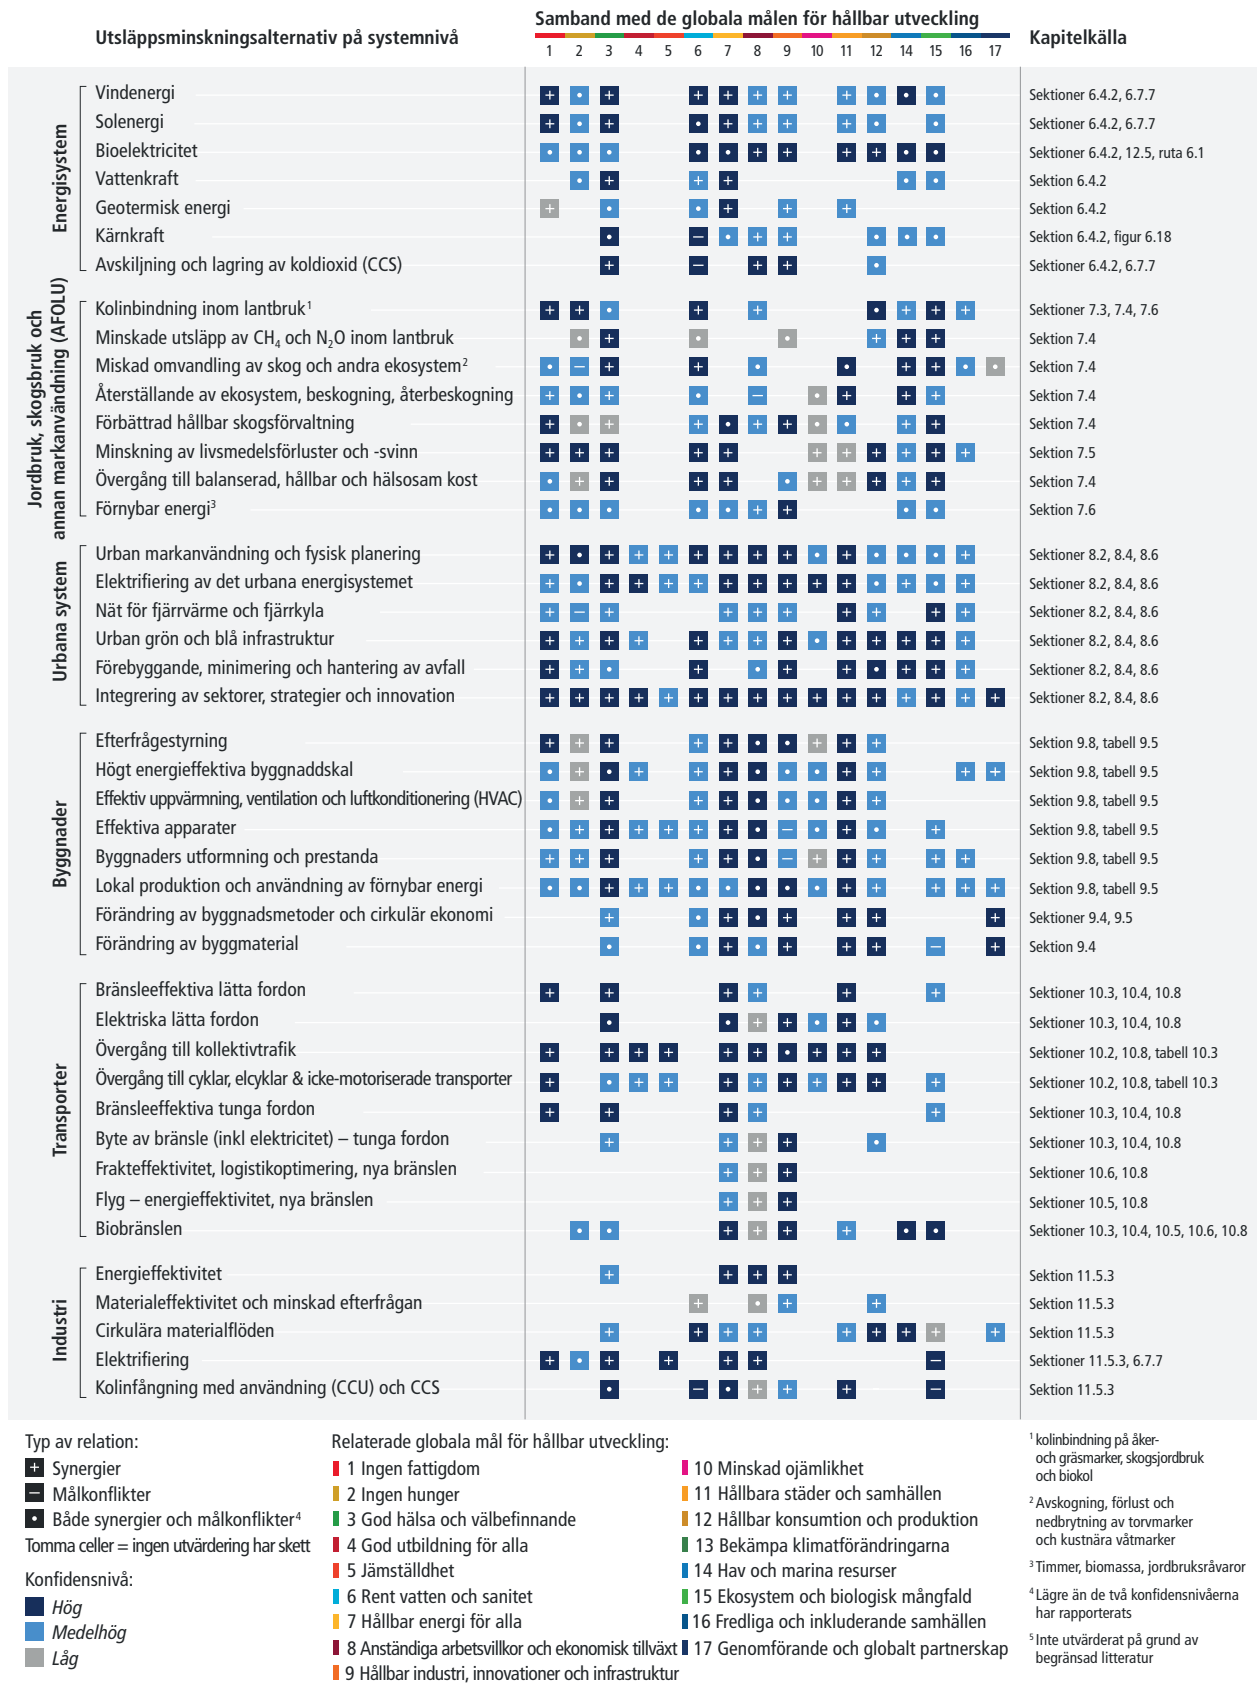 Samband med de globala målen för hållbar utveckling
Utsläppsminskningsalternativ på systemnivå
1 2 3 4 5 6 7 8 9 10 11 12 14 15 16 17
Kapitelkälla
Energisystem
Vindenergi Sektioner 6.4.2, 6.7.7
Solenergi Sektioner 6.4.2, 6.7.7
Bioelektricitet Sektioner 6.4.2, 12.5, ruta 6.1
Vattenkraft Sektion 6.4.2
Geotermisk energi Sektion 6.4.2
Kärnkraft Sektion 6.4.2, figur 6.18
Avskiljning och lagring av koldioxid (CCS) Sektioner 6.4.2, 6.7.7
Jordbruk, skogsbruk och
annan markanvändning (AFOLU)
Kolinbindning inom lantbruk¹ Sektioner 7.3, 7.4, 7.6
Minskade utsläpp av CH₄ och N₂O inom lantbruk Sektion 7.4
Miskad omvandling av skog och andra ekosystem² Sektion 7.4
Återställande av ekosystem, beskogning, återbeskogning Sektion 7.4
Förbättrad hållbar skogsförvaltning Sektion 7.4
Minskning av livsmedelsförluster och -svinn Sektion 7.5
Övergång till balanserad, hållbar och hälsosam kost Sektion 7.4
Förnybar energi³ Sektion 7.6
Urbana system
Urban markanvändning och fysisk planering Sektioner 8.2, 8.4, 8.6
Elektrifiering av det urbana energisystemet Sektioner 8.2, 8.4, 8.6
Nät för fjärrvärme och fjärrkyla Sektioner 8.2, 8.4, 8.6
Urban grön och blå infrastruktur Sektioner 8.2, 8.4, 8.6
Förebyggande, minimering och hantering av avfall Sektioner 8.2, 8.4, 8.6
Integrering av sektorer, strategier och innovation Sektioner 8.2, 8.4, 8.6
Byggnader
Efterfrågestyrning Sektion 9.8, tabell 9.5
Högt energieffektiva byggnaddskal Sektion 9.8, tabell 9.5
Effektiv uppvärmning, ventilation och luftkonditionering (HVAC) Sektion 9.8, tabell 9.5
Effektiva apparater Sektion 9.8, tabell 9.5
Byggnaders utformning och prestanda Sektion 9.8, tabell 9.5
Lokal produktion och användning av förnybar energi Sektion 9.8, tabell 9.5
Förändring av byggnadsmetoder och cirkulär ekonomi Sektioner 9.4, 9.5
Förändring av byggmaterial Sektion 9.4
Transporter
Bränsleeffektiva lätta fordon Sektioner 10.3, 10.4, 10.8
Elektriska lätta fordon Sektioner 10.3, 10.4, 10.8
Övergång till kollektivtrafik Sektioner 10.2, 10.8, tabell 10.3
Övergång till cyklar, elcyklar & icke-motoriserade transporter Sektioner 10.2, 10.8, tabell 10.3
Bränsleeffektiva tunga fordon Sektioner 10.3, 10.4, 10.8
Byte av bränsle (inkl elektricitet) – tunga fordon Sektioner 10.3, 10.4, 10.8
Frakteffektivitet, logistikoptimering, nya bränslen Sektioner 10.6, 10.8
Flyg – energieffektivitet, nya bränslen Sektioner 10.5, 10.8
Biobränslen Sektioner 10.3, 10.4, 10.5, 10.6, 10.8
Industri
Energieffektivitet Sektion 11.5.3
Materialeffektivitet och minskad efterfrågan Sektion 11.5.3
Cirkulära materialflöden Sektion 11.5.3
Elektrifiering Sektioner 11.5.3, 6.7.7
Kolinfångning med användning (CCU) och CCS Sektion 11.5.3
Typ av relation:
+ Synergier
– Målkonflikter
• Både synergier och målkonflikter⁴
Tomma celler = ingen utvärdering har skett
Konfidensnivå:
Hög
Medelhög
Låg
Relaterade globala mål för hållbar utveckling:
1 Ingen fattigdom
2 Ingen hunger
3 God hälsa och välbefinnande
4 God utbildning för alla
5 Jämställdhet
6 Rent vatten och sanitet
7 Hållbar energi för alla
8 Anständiga arbetsvillkor och ekonomisk tillväxt
9 Hållbar industri, innovationer och infrastruktur
10 Minskad ojämlikhet
11 Hållbara städer och samhällen
12 Hållbar konsumtion och produktion
13 Bekämpa klimatförändringarna
14 Hav och marina resurser
15 Ekosystem och biologisk mångfald
16 Fredliga och inkluderande samhällen
17 Genomförande och globalt partnerskap
¹ kolinbindning på åker-
och gräsmarker, skogsjordbruk
och biokol
² Avskogning, förlust och
nedbrytning av torvmarker
och kustnära våtmarker
³ Timmer, biomassa, jordbruksråvaror
⁴ Lägre än de två konfidensnivåerna
har rapporterats
⁵ Inte utvärderat på grund av
begränsad litteratur